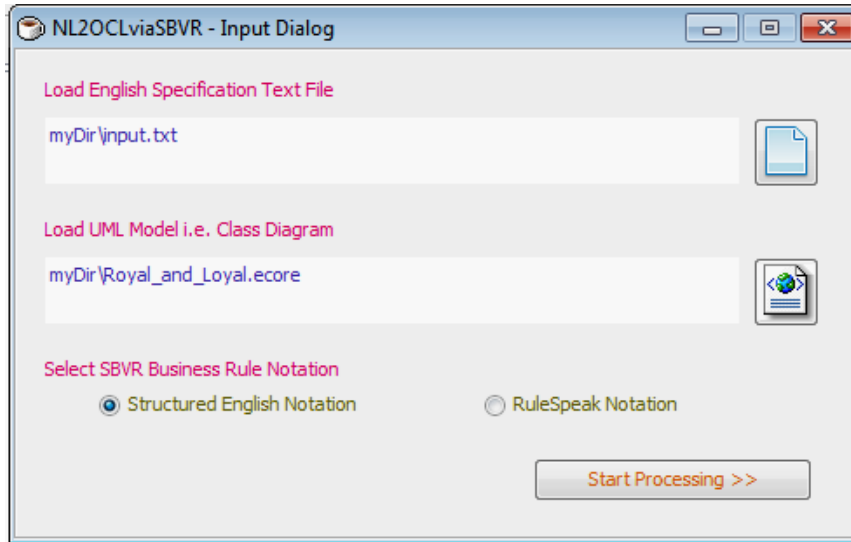 NL2OCLviaSBVR - Input Dialog
Load English Specification Text File
myDir\input.txt
Load UML Model i.e. Class Diagram
myDir\Royal_and_Loyal.ecore
Select SBVR Business Rule Notation
Structured English Notation RuleSpeak Notation
Start Processing >>